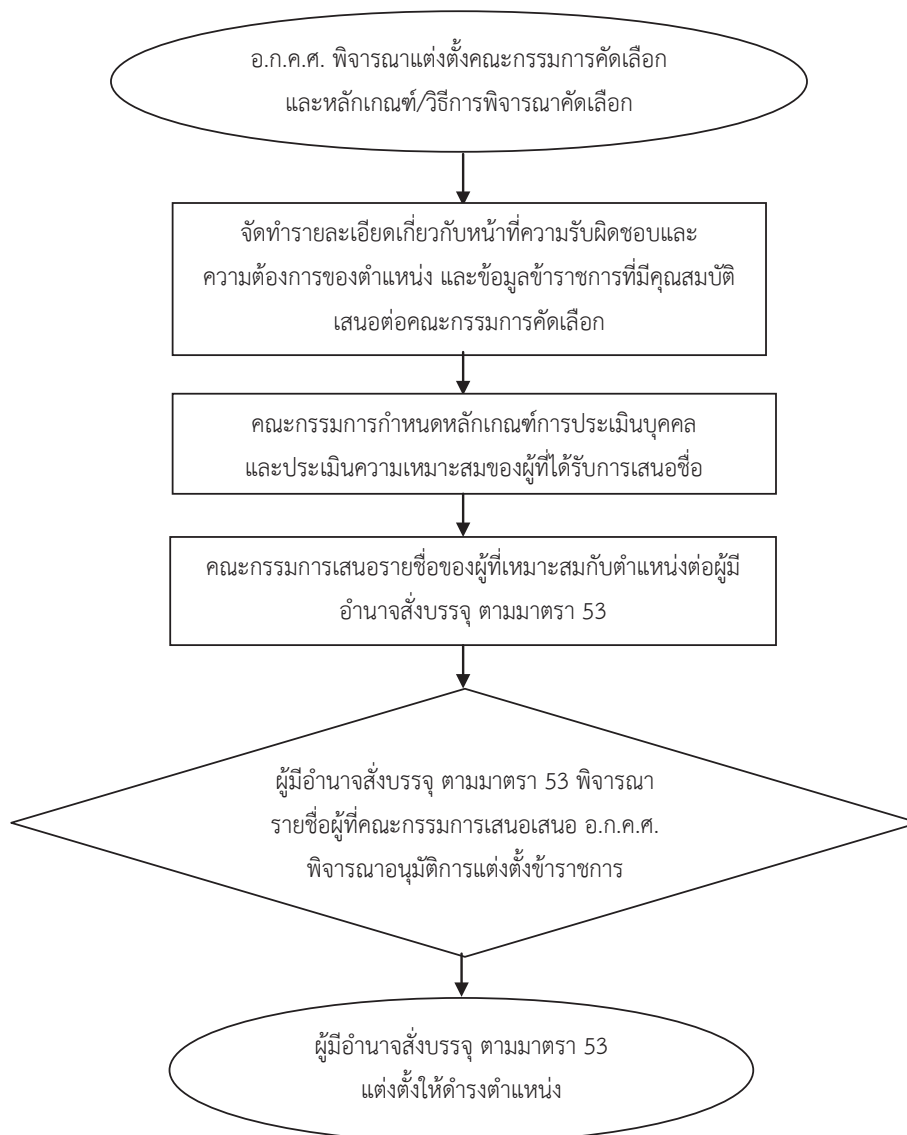 อ.ก.ค.ศ. พิจารณาแต่งตั้งคณะกรรมการคัดเลือก
และหลักเกณฑ์/วิธีการพิจารณาคัดเลือก
จัดทำรายละเอียดเกี่ยวกับหน้าที่ความรับผิดชอบและ
ความต้องการของตำแหน่ง และข้อมูลข้าราชการที่มีคุณสมบัติ
เสนอต่อคณะกรรมการคัดเลือก
คณะกรรมการกำหนดหลักเกณฑ์การประเมินบุคคล
และประเมินความเหมาะสมของผู้ที่ได้รับการเสนอชื่อ
คณะกรรมการเสนอรายชื่อของผู้ที่เหมาะสมกับตำแหน่งต่อผู้มี
อำนาจสั่งบรรจุ ตามมาตรา 53
ผู้มีอำนาจสั่งบรรจุ ตามมาตรา 53 พิจารณา
รายชื่อผู้ที่คณะกรรมการเสนอเสนอ อ.ก.ค.ศ.
พิจารณาอนุมัติการแต่งตั้งข้าราชการ
ผู้มีอำนาจสั่งบรรจุ ตามมาตรา 53
แต่งตั้งให้ดำรงตำแหน่ง